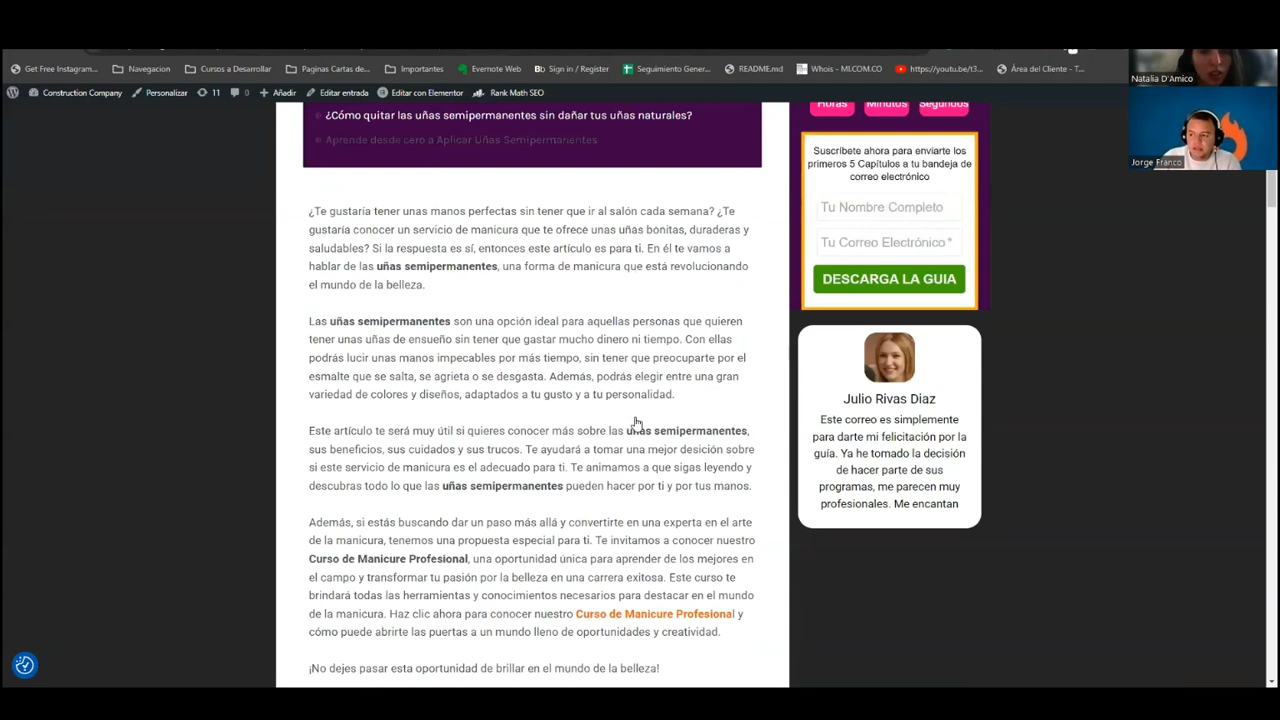 Get Free Instagram...
Navegacion
Cursos a Desarrollar
Paginas Cartas de...
Importantes
Evernote Web
Bo Sign in / Register
Seguimiento Gener...
README.md
Whois - MI.COM.CO
https://youtu.be/t3...
Área del Cliente - T...
Natalia D'Amico
Construction Company
Personalizar
11
0
Añadir
Editar entrada
Editar con Elementor
Rank Math SEO
Jorge Franco
Horas
Minutos
Segundos
¿Cómo quitar las uñas semipermanentes sin dañar tus uñas naturales?
Aprende desde cero a Aplicar Uñas Semipermanentes
¿Te gustaría tener unas manos perfectas sin tener que ir al salón cada semana? ¿Te
gustaría conocer un servicio de manicura que te ofrece unas uñas bonitas, duraderas y
saludables? Si la respuesta es sí, entonces este artículo es para ti. En él te vamos a
hablar de las uñas semipermanentes, una forma de manicura que está revolucionando
el mundo de la belleza.
Las uñas semipermanentes son una opción ideal para aquellas personas que quieren
tener unas uñas de ensueño sin tener que gastar mucho dinero ni tiempo. Con ellas
podrás lucir unas manos impecables por más tiempo, sin tener que preocuparte por el
esmalte que se salta, se agrieta o se desgasta. Además, podrás elegir entre una gran
variedad de colores y diseños, adaptados a tu gusto y a tu personalidad.
Este artículo te será muy útil si quieres conocer más sobre las uñas semipermanentes,
sus beneficios, sus cuidados y sus trucos. Te ayudará a tomar una mejor desición sobre
si este servicio de manicura es el adecuado para ti. Te animamos a que sigas leyendo y
descubras todo lo que las uñas semipermanentes pueden hacer por ti y por tus manos.
Además, si estás buscando dar un paso más allá y convertirte en una experta en el arte
de la manicura, tenemos una propuesta especial para ti. Te invitamos a conocer nuestro
Curso de Manicure Profesional, una oportunidad única para aprender de los mejores en
el campo y transformar tu pasión por la belleza en una carrera exitosa. Este curso te
brindará todas las herramientas y conocimientos necesarios para destacar en el mundo
de la manicura. Haz clic ahora para conocer nuestro Curso de Manicure Profesional y
cómo puede abrirte las puertas a un mundo lleno de oportunidades y creatividad.
¡No dejes pasar esta oportunidad de brillar en el mundo de la belleza!
Suscríbete ahora para enviarte los
primeros 5 Capítulos a tu bandeja de
correo electrónico
Tu Nombre Completo
Tu Correo Electrónico*
DESCARGA LA GUIA
Julio Rivas Diaz
Este correo es simplemente
para darte mi felicitación por la
guía. Ya he tomado la decisión
de hacer parte de sus
programas, me parecen muy
profesionales. Me encantan